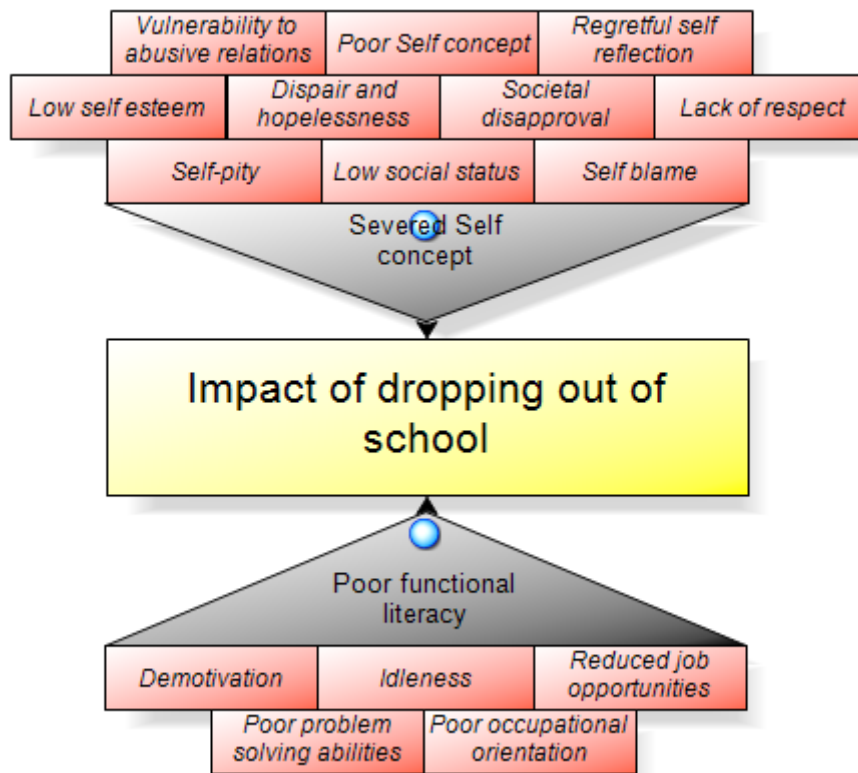 Vulnerability to
abusive relations
Poor Self concept
Regretful self
reflection
Low self esteem
Dispair and
hopelessness
Societal
disapproval
Lack of respect
Self-pity
Low social status
Self blame
Severed Self
concept
Impact of dropping out of
school
Poor functional
literacy
Demotivation
Idleness
Reduced job
opportunities
Poor problem
solving abilities
Poor occupational
orientation